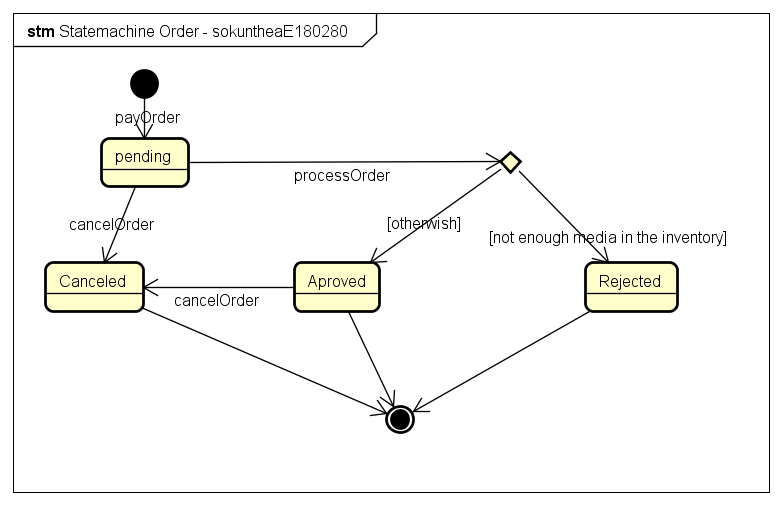 stm Statemachine Order - sokuntheaE180280
payOrder
pending
processOrder
cancelOrder
[otherwish]
[not enough media in the inventory]
Canceled
Aproved
Rejected
cancelOrder